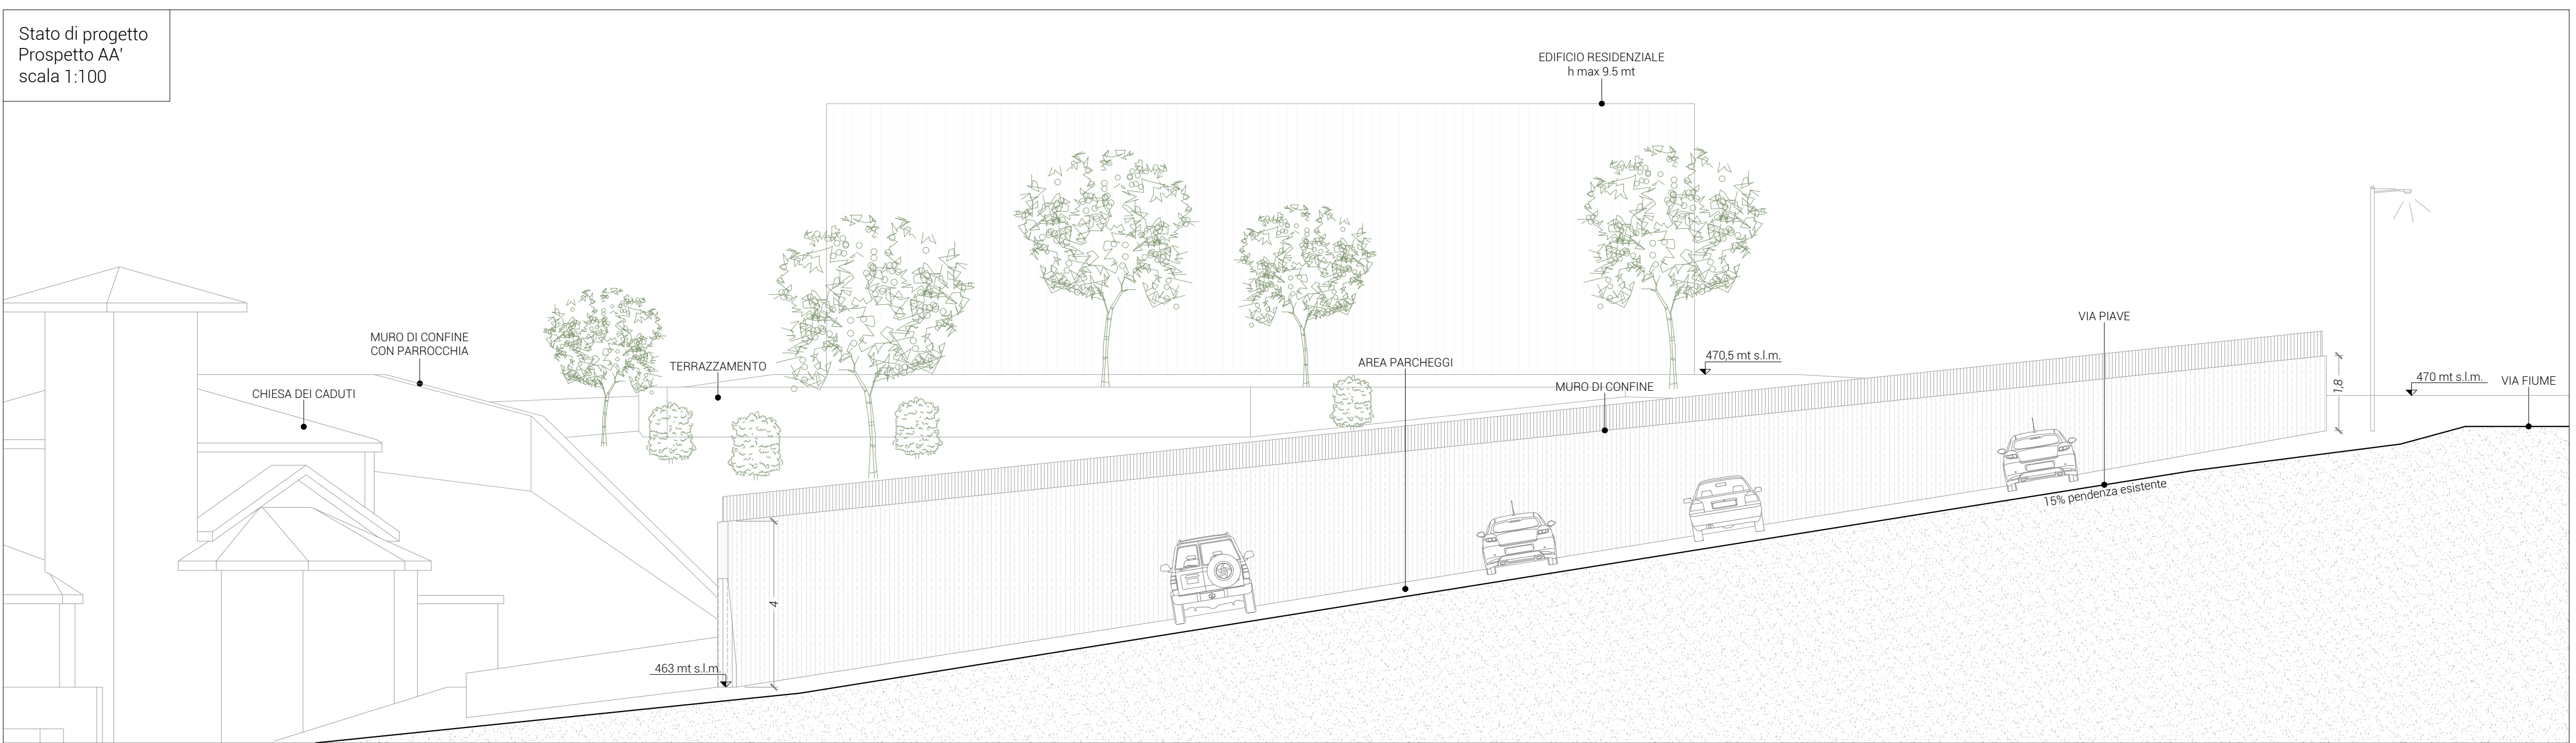 Stato di progetto
Prospetto AA'
scala 1:100
EDIFICIO RESIDENZIALE
h max 9.5 mt
MURO DI CONFINE
CON PARROCCHIA
CHIESA DEI CADUTI
TERRAZZAMENTO
AREA PARCHEGGI
MURO DI CONFINE
470,5 mt s.l.m.
VIA PIAVE
1,8
470 mt s.l.m.
VIA FIUME
15% pendenza esistente
4
463 mt s.l.m.